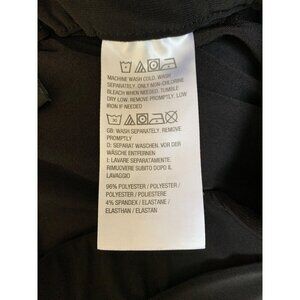 MACHINE WASH COLD, WASH
SEPARATELY. ONLY NON-CHLORINE
BLEACH WHEN NEEDED. TUMBLE
DRY LOW. REMOVE PROMPTLY. LOW
IRON IF NEEDED
30
GB: WASH SEPARATELY. REMOVE
PROMPTLY
D: SEPARAT WASCHEN. VOR DER
WÄSCHE ENTFERNEN
I: LAVARE SEPARATAMENTE.
RIMUOVERE SUBITO DOPO IL
LAVAGGIO
96% POLYESTER / POLYESTER /
POLYESTER / POLIESTERE
4% SPANDEX / ELASTANE /
ELASTHAN / ELASTAN